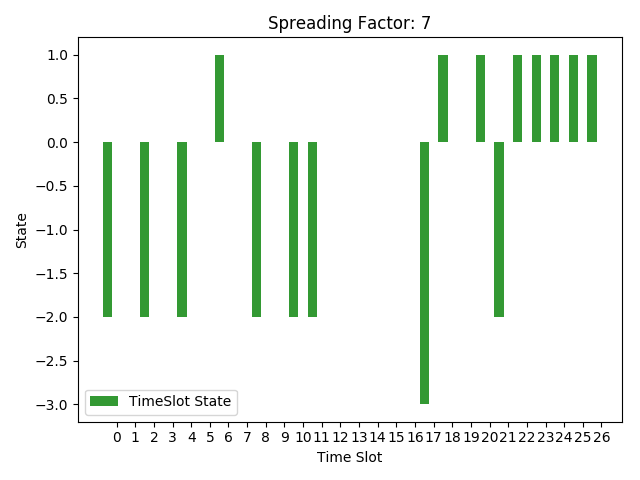 Spreading Factor: 7
1.0
0.5
0.0
−0.5
−1.0
−1.5
−2.0
−2.5
−3.0
State
TimeSlot State
0 1 2 3 4 5 6 7 8 9 10 11 12 13 14 15 16 17 18 19 20 21 22 23 24 25 26
Time Slot